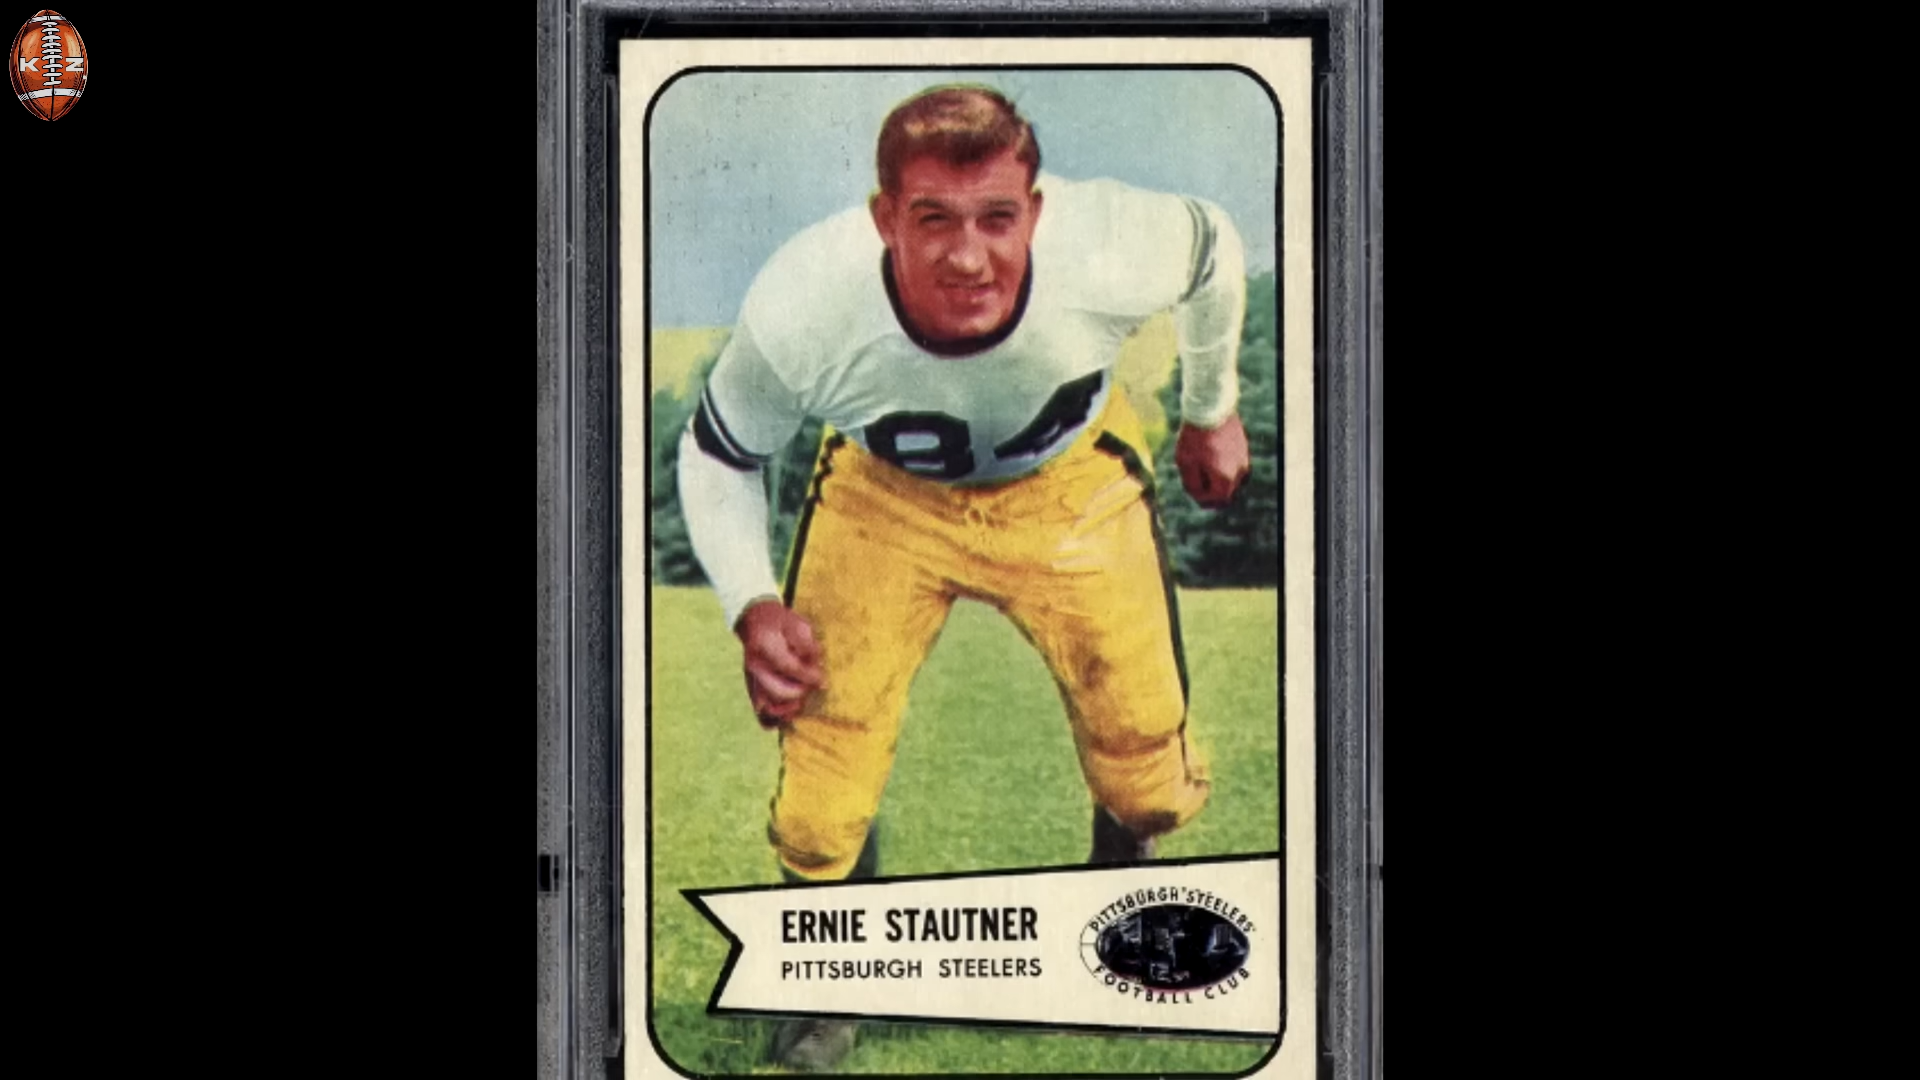 K Z
84
ERNIE STAUTNER
PITTSBURGH STEELERS
PITTSBURGH STEELERS
FOOTBALL CLUB